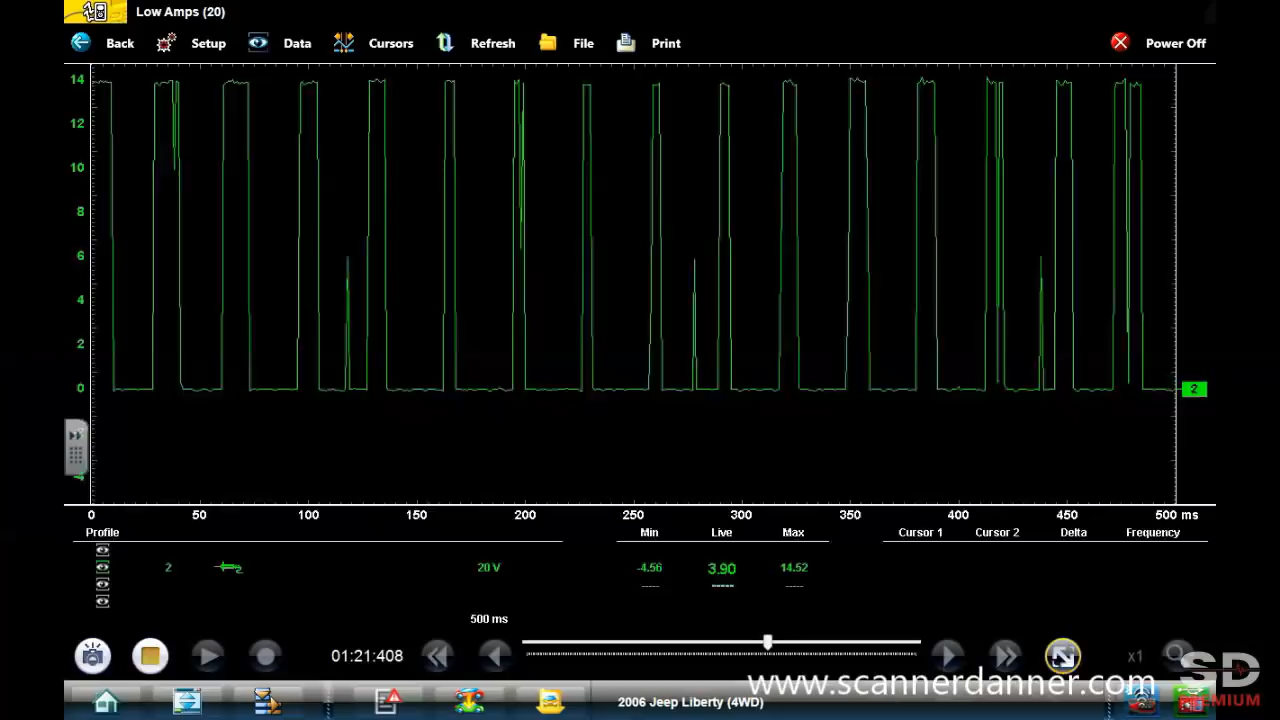 Low Amps (20)
Back Setup Data Cursors Refresh File Print Power Off
14
12
10
8
6
4
2
0
2
-4
0 50 100 150 200 250 300 350 400 450 500 ms
Profile Min Live Max Cursor 1 Cursor 2 Delta Frequency
2 2 20 V -4.56 3.90 14.52
----- ----- -----
500 ms
01:21:408 x1
SD
PREMIUM
www.scannerdanner.com
2006 Jeep Liberty (4WD)